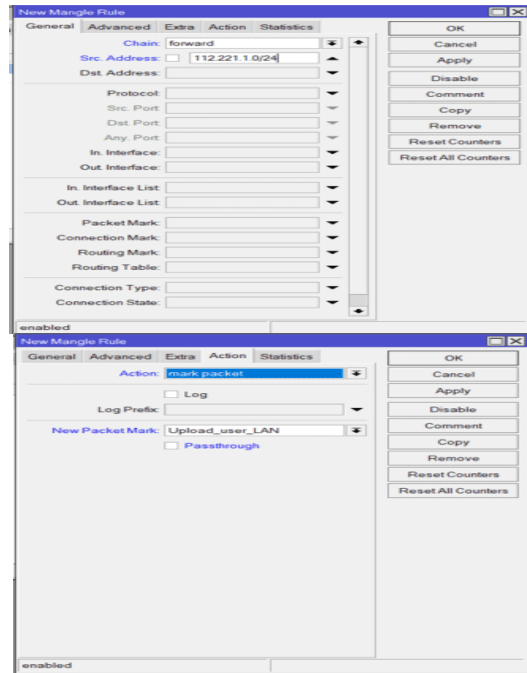 New Mangle Rule
General Advanced Extra Action Statistics
Chain: forward
Src. Address: 112.221.1.0/24
Dst. Address:
Protocol:
Src. Port:
Dst. Port:
Any. Port:
In. Interface:
Out. Interface:
In. Interface List:
Out. Interface List:
Packet Mark:
Connection Mark:
Routing Mark:
Routing Table:
Connection Type:
Connection State:
OK
Cancel
Apply
Disable
Comment
Copy
Remove
Reset Counters
Reset All Counters
enabled
New Mangle Rule
General Advanced Extra Action Statistics
Action: mark packet
Log
Log Prefix:
New Packet Mark: Upload_user_LAN
Passthrough
OK
Cancel
Apply
Disable
Comment
Copy
Remove
Reset Counters
Reset All Counters
enabled